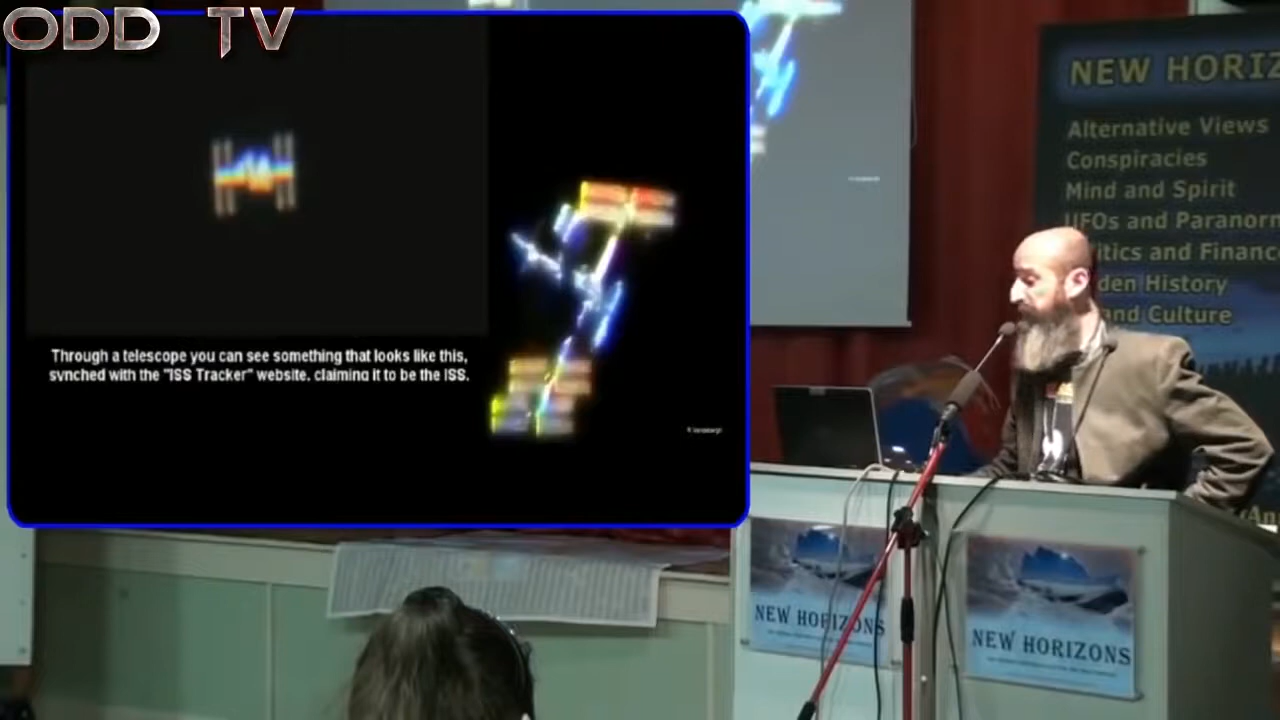 ODD TV
Through a telescope you can see something that looks like this,
synched with the "ISS Tracker" website, claiming it to be the ISS.
NEW HORIZ
Alternative Views
Conspiracies
Mind and Spirit
UFOs and Paranorm
itics and Finance
den History
and Culture
NEW HORIZONS
NEW HORIZONS